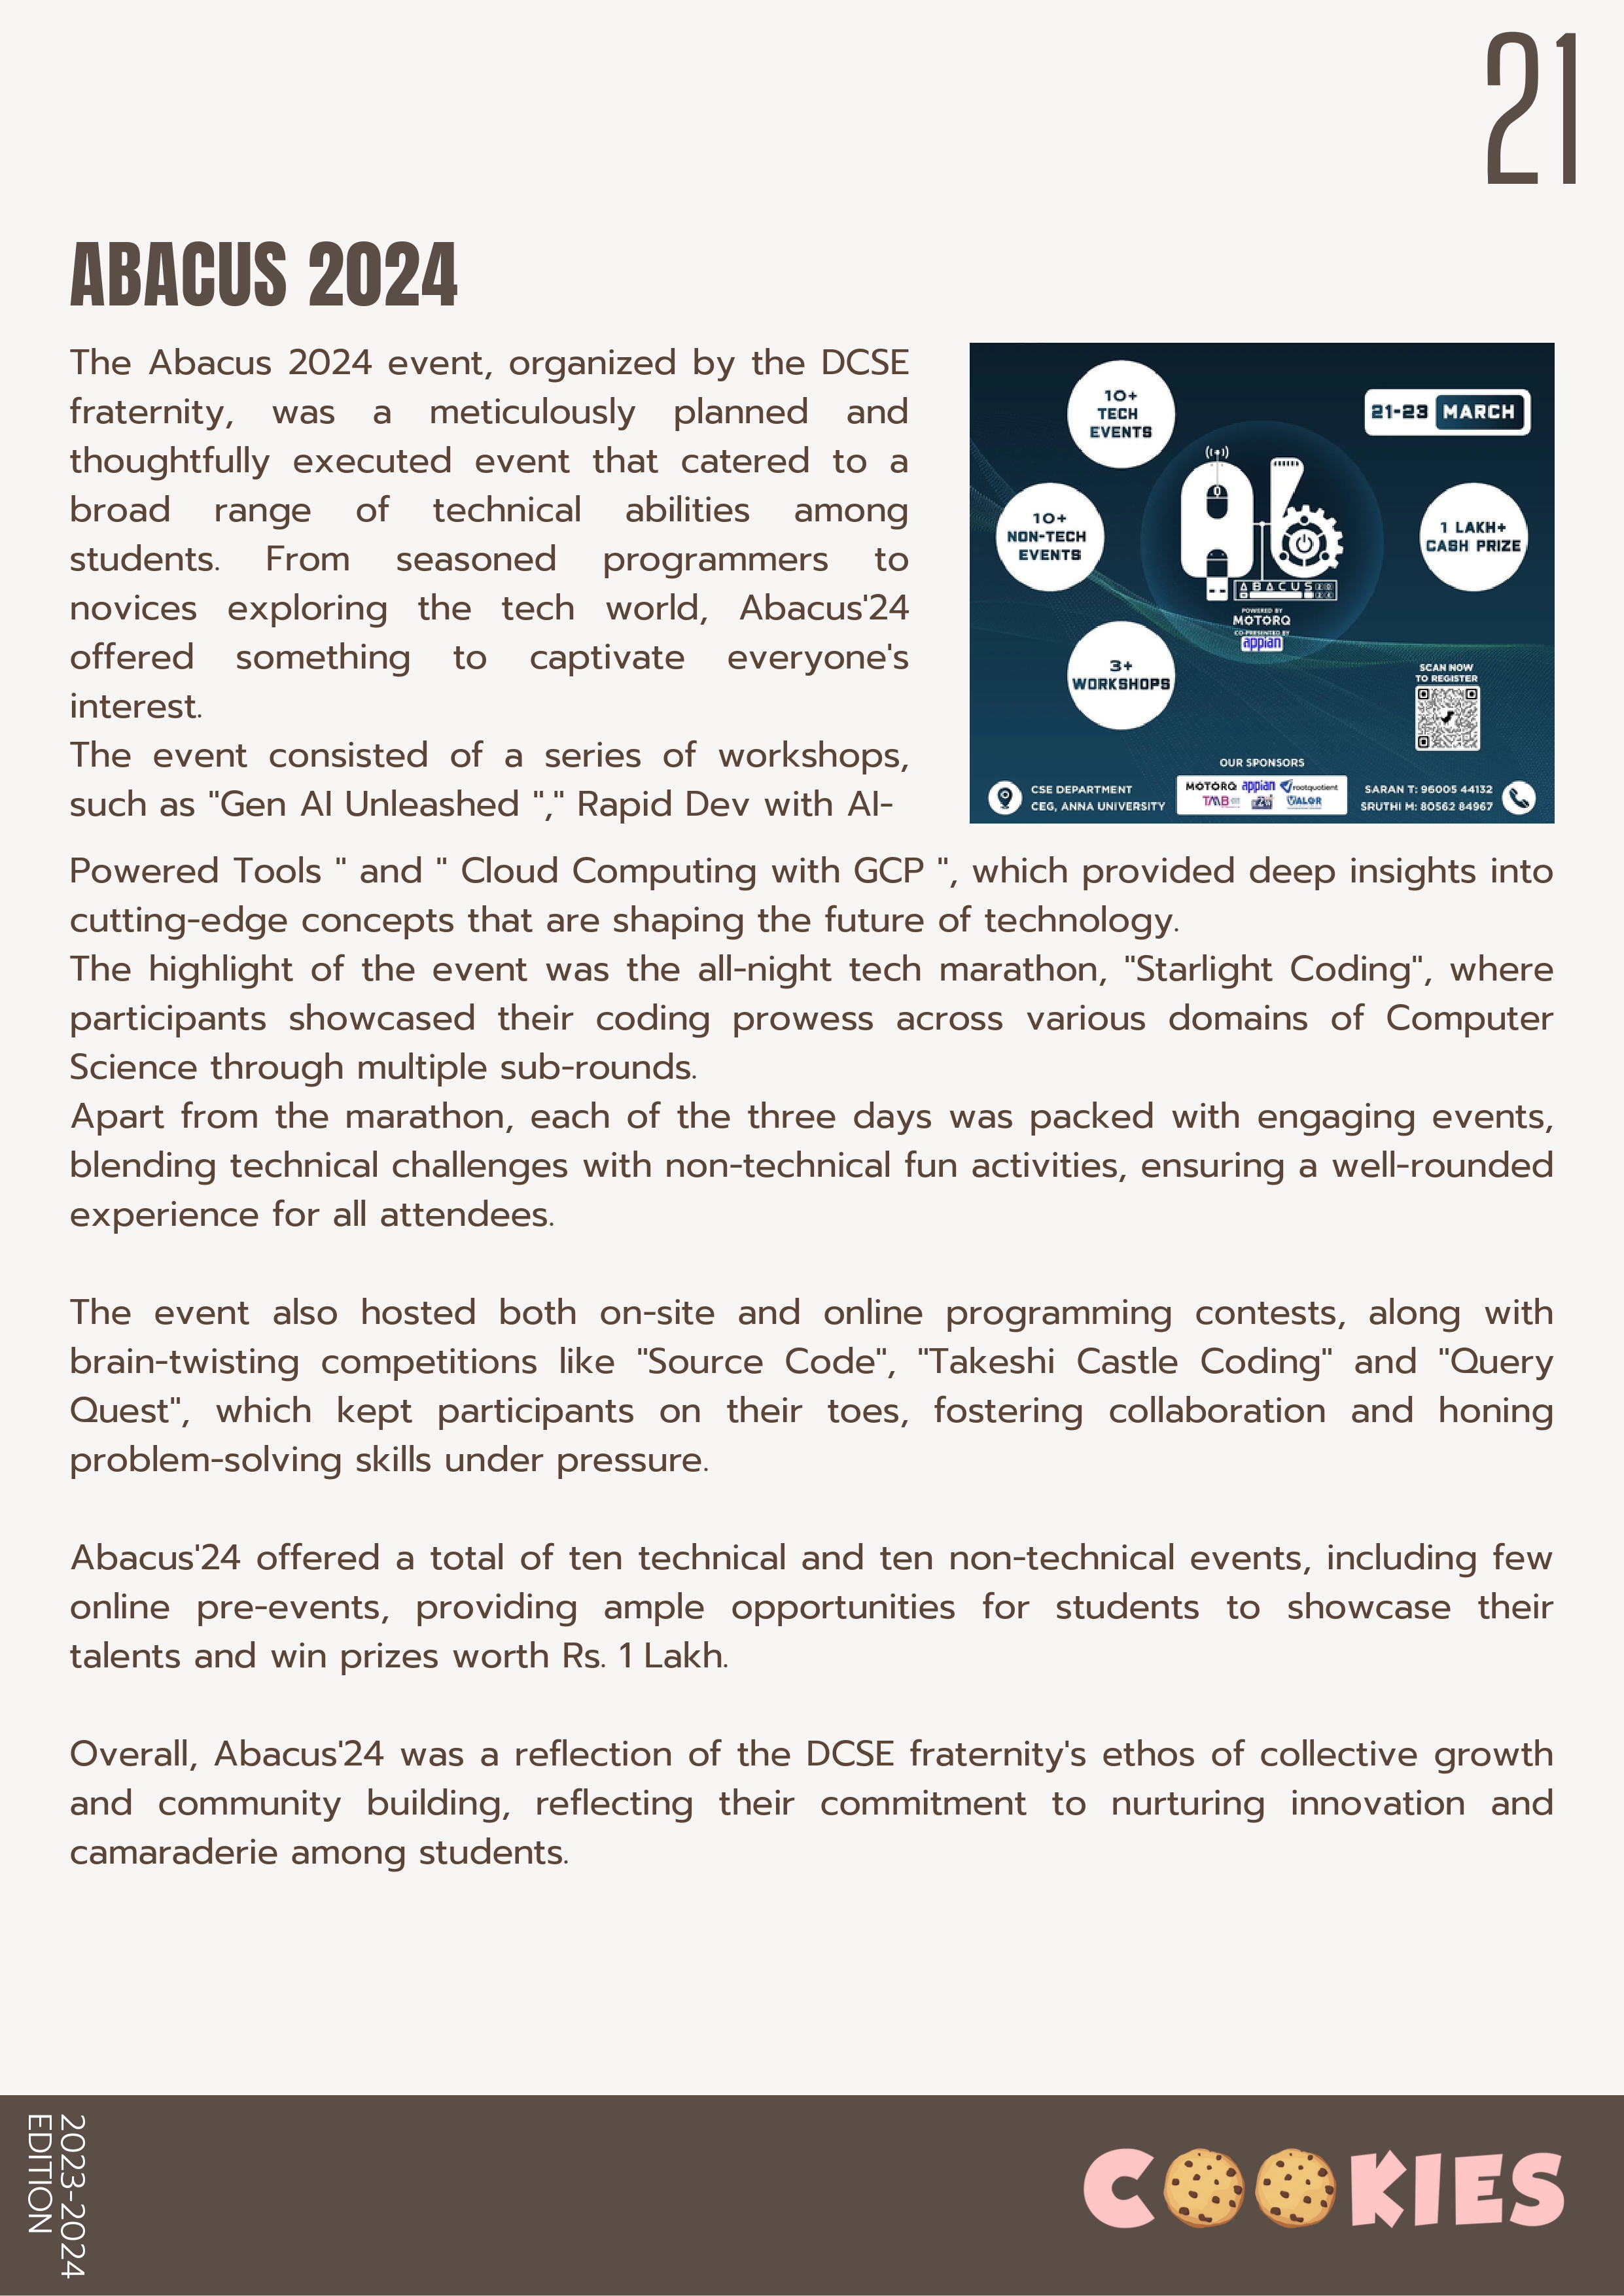 21
ABACUS 2024
The Abacus 2024 event, organized by the DCSE
fraternity, was a meticulously planned and
thoughtfully executed event that catered to a
broad range of technical abilities among
students. From seasoned programmers to
novices exploring the tech world, Abacus'24
offered something to captivate everyone's
interest.
The event consisted of a series of workshops,
such as "Gen AI Unleashed "," Rapid Dev with AI-
10+
TECH
EVENTS
21-23 MARCH
10+
NON-TECH
EVENTS
1 LAKH+
CASH PRIZE
Ab
ABACUS
POWERED BY
MOTORQ
CO-PRESENTED BY
appian
3+
WORKSHOPS
SCAN NOW
TO REGISTER
OUR SPONSORS
CSE DEPARTMENT
CEG, ANNA UNIVERSITY
MOTORQ appian rootquotient
TMB VALOR
SARAN T: 96005 44132
SRUTHI M: 80562 84967
Powered Tools " and " Cloud Computing with GCP ", which provided deep insights into
cutting-edge concepts that are shaping the future of technology.
The highlight of the event was the all-night tech marathon, "Starlight Coding", where
participants showcased their coding prowess across various domains of Computer
Science through multiple sub-rounds.
Apart from the marathon, each of the three days was packed with engaging events,
blending technical challenges with non-technical fun activities, ensuring a well-rounded
experience for all attendees.
The event also hosted both on-site and online programming contests, along with
brain-twisting competitions like "Source Code", "Takeshi Castle Coding" and "Query
Quest", which kept participants on their toes, fostering collaboration and honing
problem-solving skills under pressure.
Abacus'24 offered a total of ten technical and ten non-technical events, including few
online pre-events, providing ample opportunities for students to showcase their
talents and win prizes worth Rs. 1 Lakh.
Overall, Abacus'24 was a reflection of the DCSE fraternity's ethos of collective growth
and community building, reflecting their commitment to nurturing innovation and
camaraderie among students.
2023-2024
EDITION
COOKIES